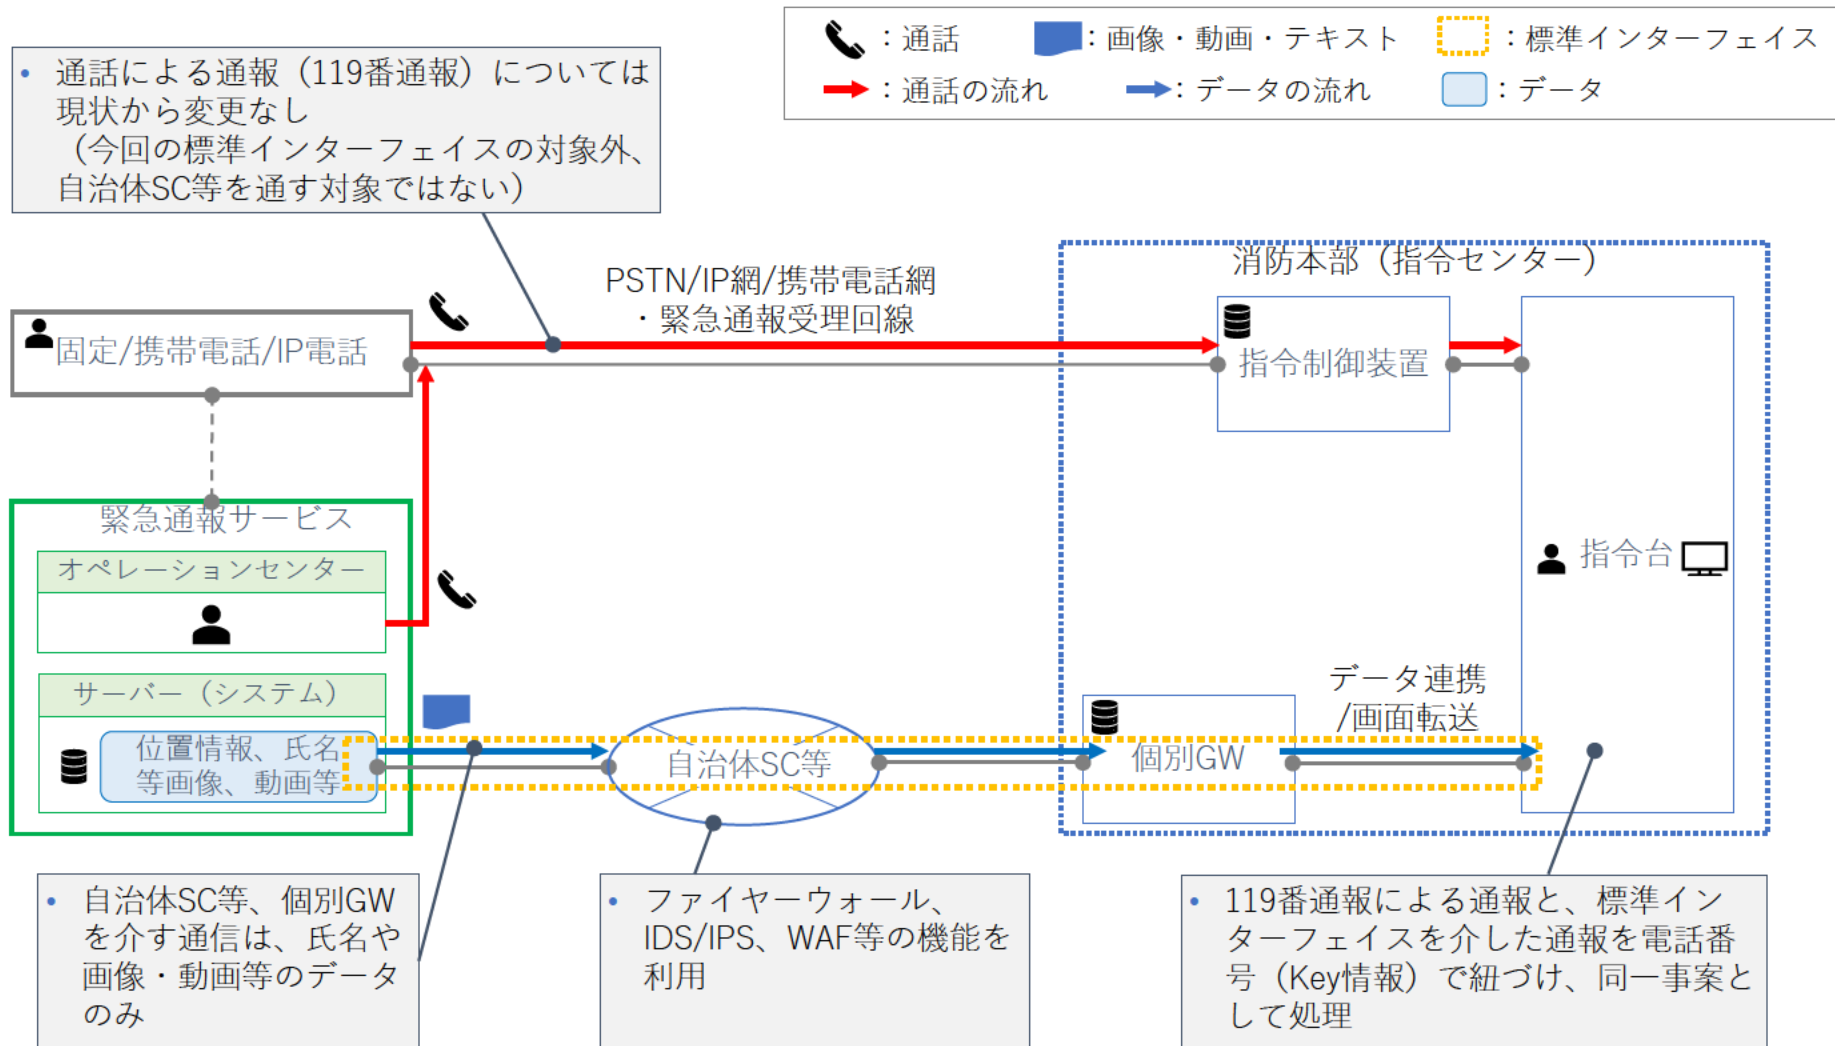 ：通話
：画像・動画・テキスト
：標準インターフェイス
：通話の流れ
：データの流れ
：データ
• 通話による通報（119番通報）については
現状から変更なし
（今回の標準インターフェイスの対象外、
自治体SC等を通す対象ではない）
PSTN/IP網/携帯電話網
・緊急通報受理回線
消防本部（指令センター）
固定/携帯電話/IP電話
指令制御装置
緊急通報サービス
オペレーションセンター
指令台
サーバー（システム）
位置情報、氏名
等画像、動画等
自治体SC等
個別GW
データ連携
/画面転送
• 自治体SC等、個別GW
を介す通信は、氏名や
画像・動画等のデータ
のみ
• ファイヤーウォール、
IDS/IPS、WAF等の機能を
利用
• 119番通報による通報と、標準イン
ターフェイスを介した通報を電話番
号（Key情報）で紐づけ、同一事案と
して処理